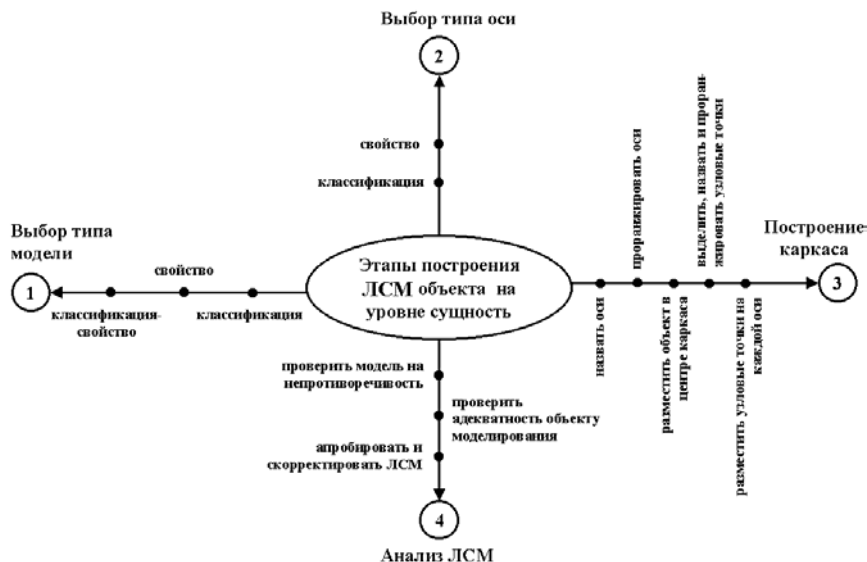 Выбор типа оси
2
свойство
классификация
Выбор типа
модели
1
свойство
классификация-
свойство
классификация
Этапы построения
ЛСМ объекта на
уровне сущность
назвать оси
проранжировать оси
разместить объект в
центре каркаса
выделить, назвать и проран-
жировать узловые точки
разместить узловые точки на
каждой оси
Построение-
каркаса
3
проверить модель на
непротиворечивость
проверить
адекватность объекту
моделирования
апробировать и
скорректировать ЛСМ
4
Анализ ЛСМ